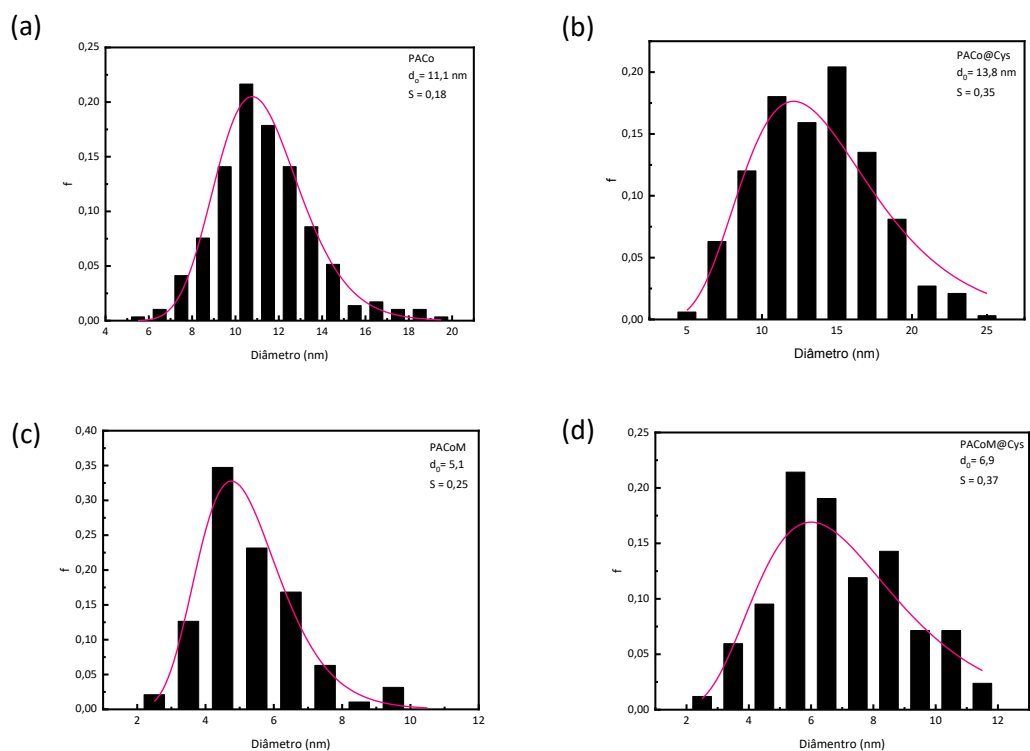 (a)
PACo
d₀= 11,1 nm
S = 0,18
0,25
0,20
0,15
0,10
0,05
0,00
f
4 6 8 10 12 14 16 18 20
Diâmetro (nm)
(b)
PACo@Cys
d₀= 13,8 nm
S = 0,35
0,20
0,15
0,10
0,05
0,00
f
5 10 15 20 25
Diâmetro (nm)
(c)
PACoM
d₀= 5,1
S = 0,25
0,40
0,35
0,30
0,25
0,20
0,15
0,10
0,05
0,00
f
2 4 6 8 10 12
Diâmetro (nm)
(d)
PACoM@Cys
d₀= 6,9
S = 0,37
0,25
0,20
0,15
0,10
0,05
0,00
f
2 4 6 8 10 12
Diâmentro (nm)